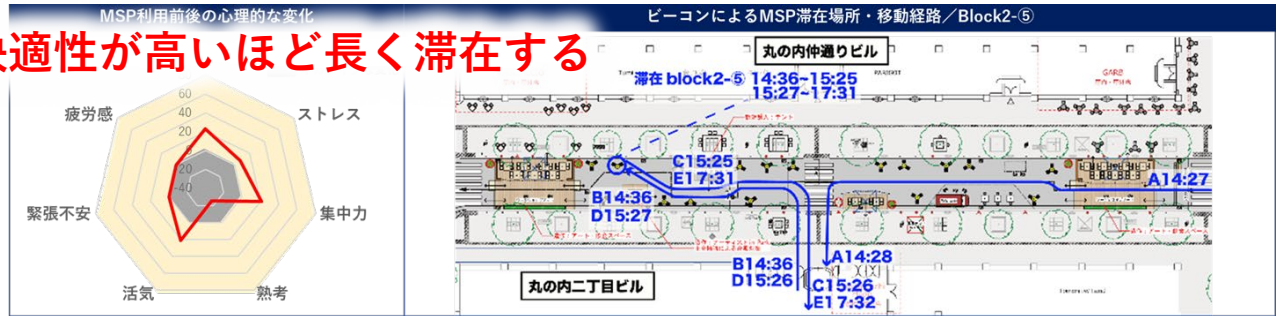 MSP利用前後の心理的な変化
ビーコンによるMSP滞在場所・移動経路／Block2-⑤
適性が高いほど長く滞在する
疲労感
ストレス
集中力
熟考
活気
緊張不安
60
40
20
0
20
-40
丸の内仲通りビル
滞在 block2-⑤ 14:36~15:25
15:27~17:31
GARB
C15:25
E17:31
A14:27
B14:36
D15:27
B14:36
D15:26
A14:28
C15:26
E17:32
丸の内二丁目ビル